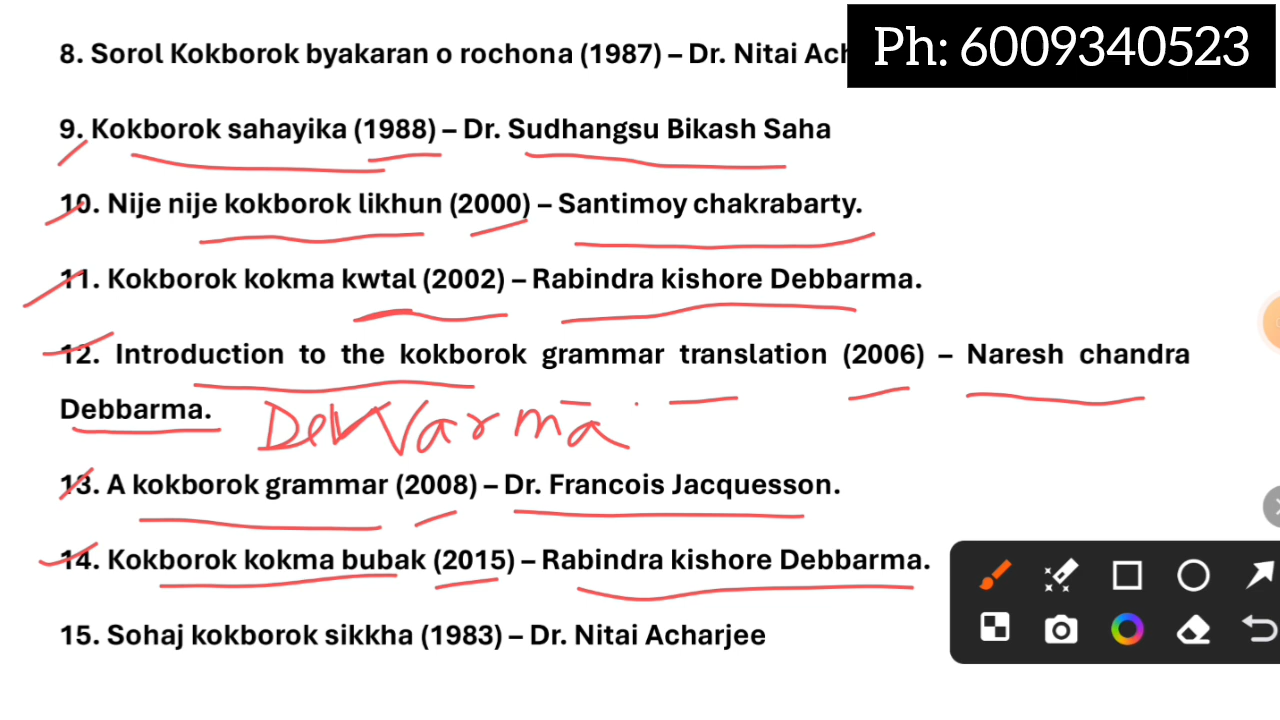 8. Sorol Kokborok byakaran o rochona (1987) – Dr. Nitai
Ph: 6009340523
9. Kokborok sahayika (1988) – Dr. Sudhangsu Bikash Saha
10. Nije nije kokborok likhun (2000) – Santimoy chakrabarty.
11. Kokborok kokma kwtal (2002) – Rabindra kishore Debbarma.
12. Introduction to the kokborok grammar translation (2006) – Naresh chandra
Debbarma.
13. A kokborok grammar (2008) – Dr. Francois Jacquesson.
14. Kokborok kokma bubak (2015) – Rabindra kishore Debbarma.
15. Sohaj kokborok sikkha (1983) – Dr. Nitai Acharjee